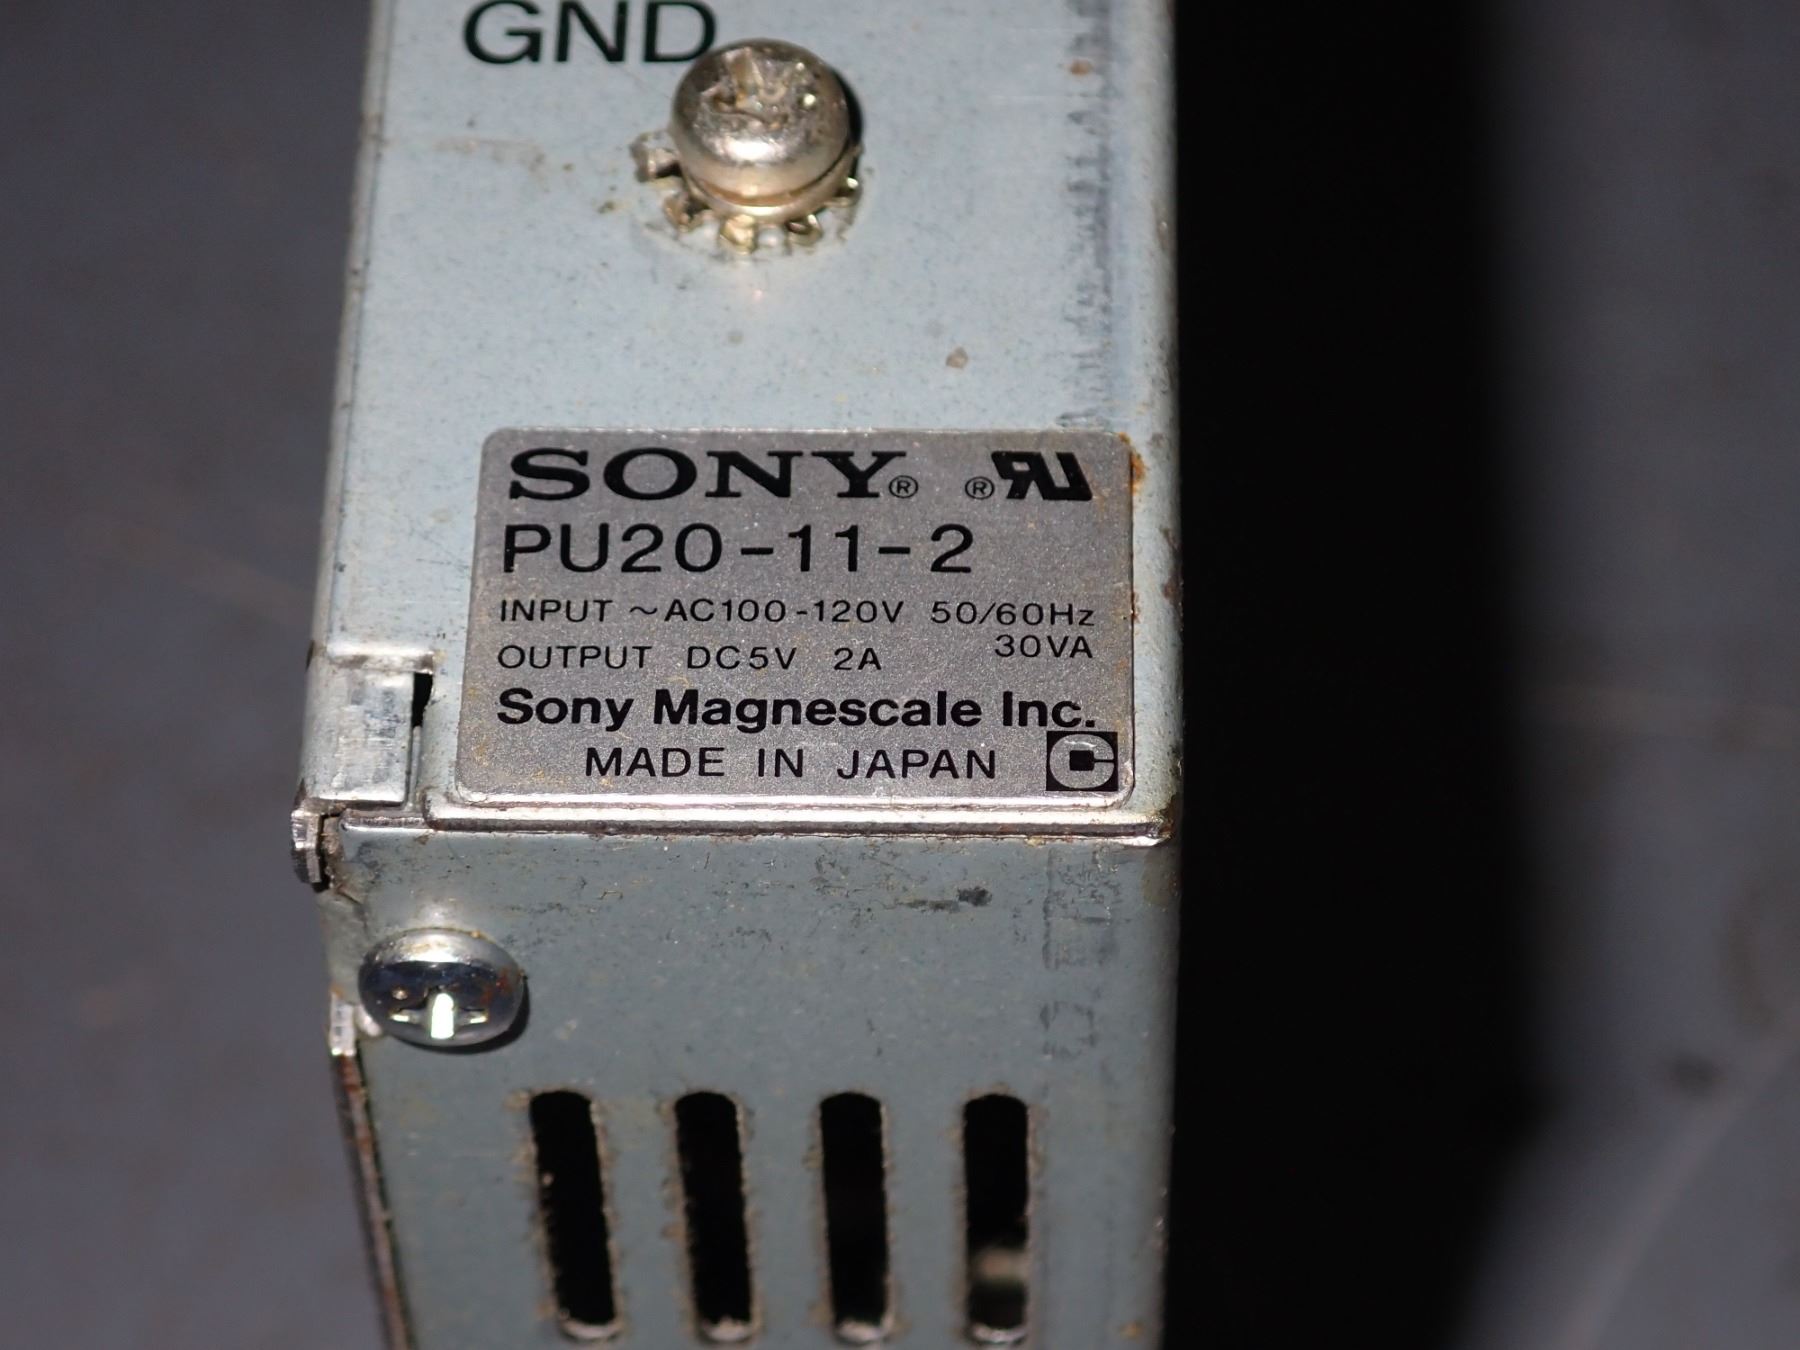 GND
SONY® ®RU
PU20-11-2
INPUT ~AC100-120V 50/60Hz
30VA
OUTPUT DC5V 2A
Sony Magnescale Inc.
MADE IN JAPAN C